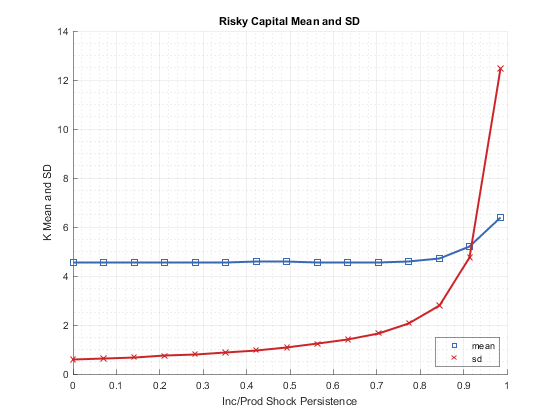 Risky Capital Mean and SD
K Mean and SD
14
12
10
8
6
4
2
0
0 0.1 0.2 0.3 0.4 0.5 0.6 0.7 0.8 0.9 1
Inc/Prod Shock Persistence
mean
sd